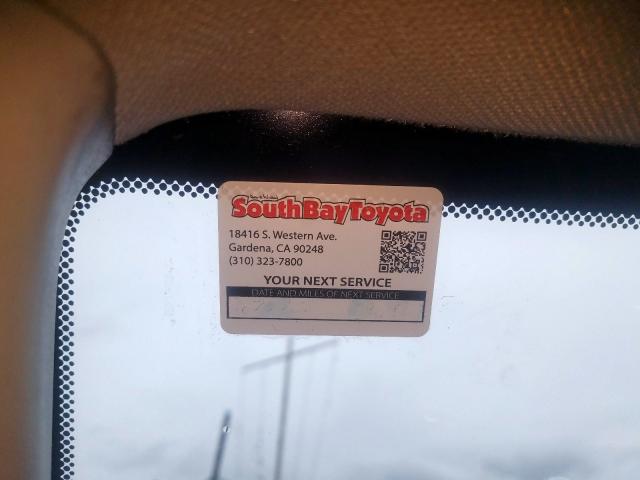 SouthBayToyota
18416 S. Western Ave.
Gardena, CA 90248
(310) 323-7800
YOUR NEXT SERVICE
DATE AND MILES OF NEXT SERVICE